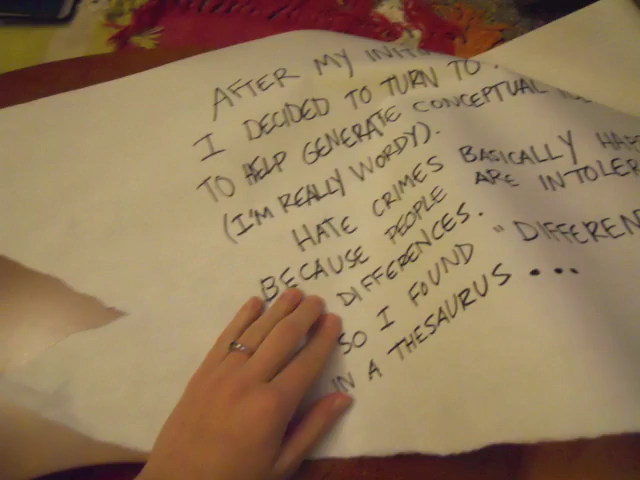 AFTER MY
I DECIDED TO TURN TO
TO HELP GENERATE CONCEPTUAL
(I'M REALLY WORDY).
HATE CRIMES BASICALLY
BECAUSE PEOPLE ARE
DIFFERENCES.
SO I FOUND "
IN A THESAURUS ...